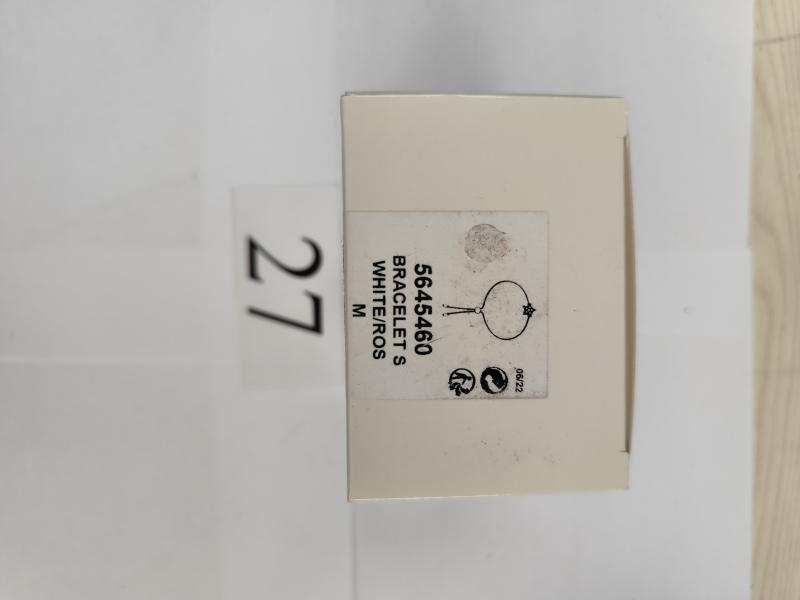 06/22
5645460
BRACELET S
WHITE/ROS
M
27